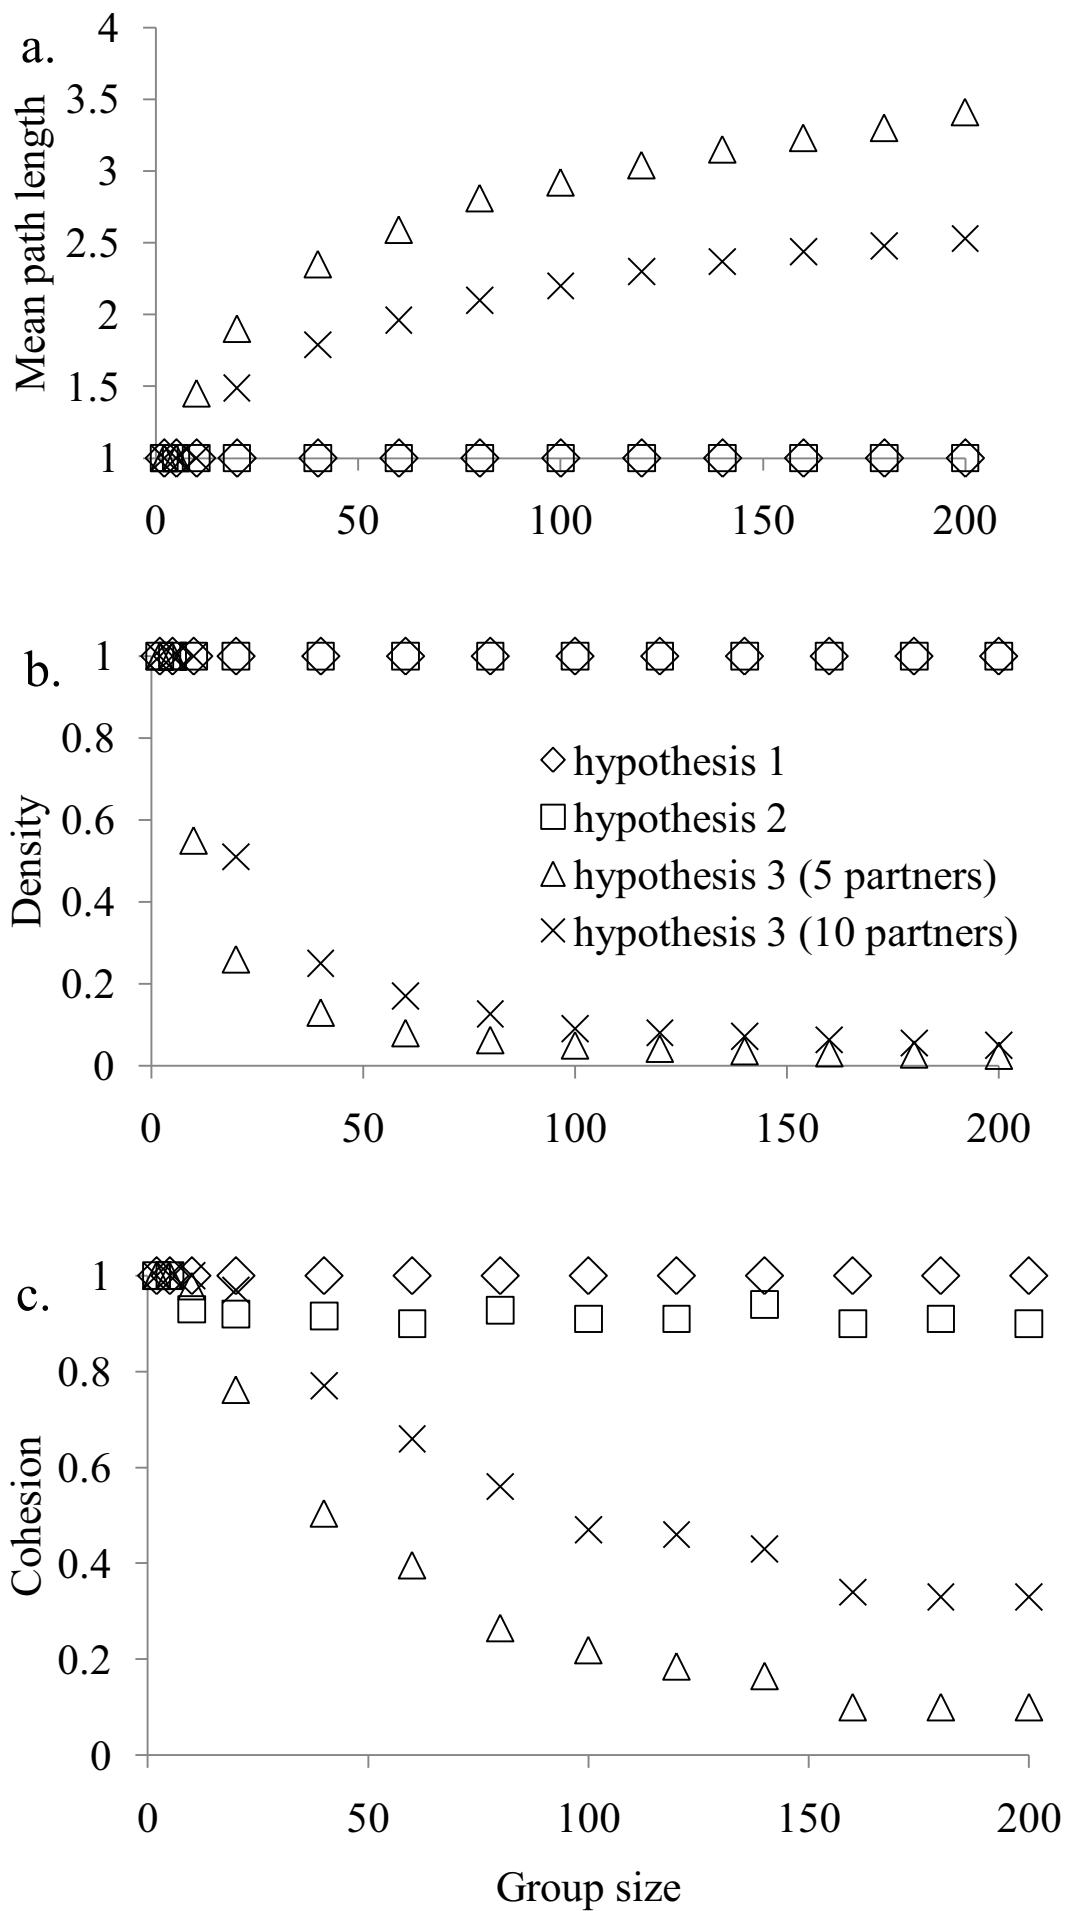 a.
Mean path length
4
3.5
3
2.5
2
1.5
1
0 50 100 150 200
b.
Density
1
0.8
0.6
0.4
0.2
0
hypothesis 1
hypothesis 2
hypothesis 3 (5 partners)
hypothesis 3 (10 partners)
0 50 100 150 200
c.
Cohesion
1
0.8
0.6
0.4
0.2
0
0 50 100 150 200
Group size